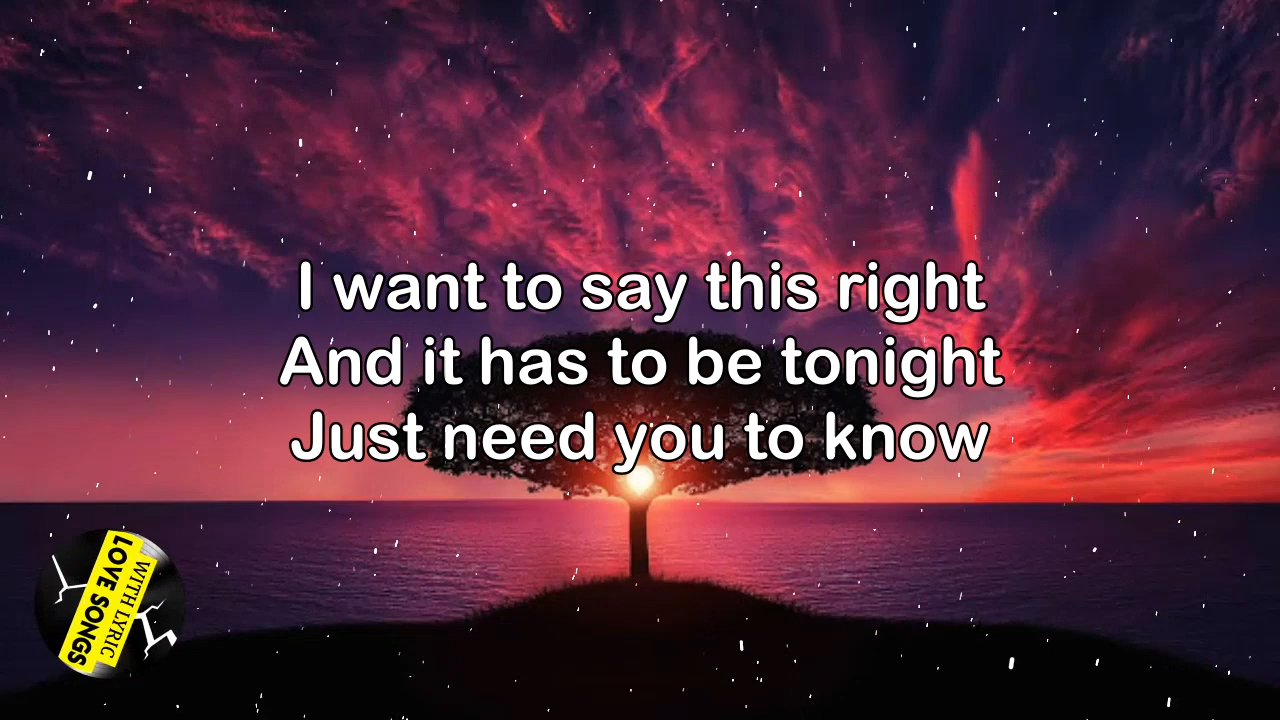 I want to say this right
And it has to be tonight
Just need you to know
LOVE SONGS
WITH LYRIC